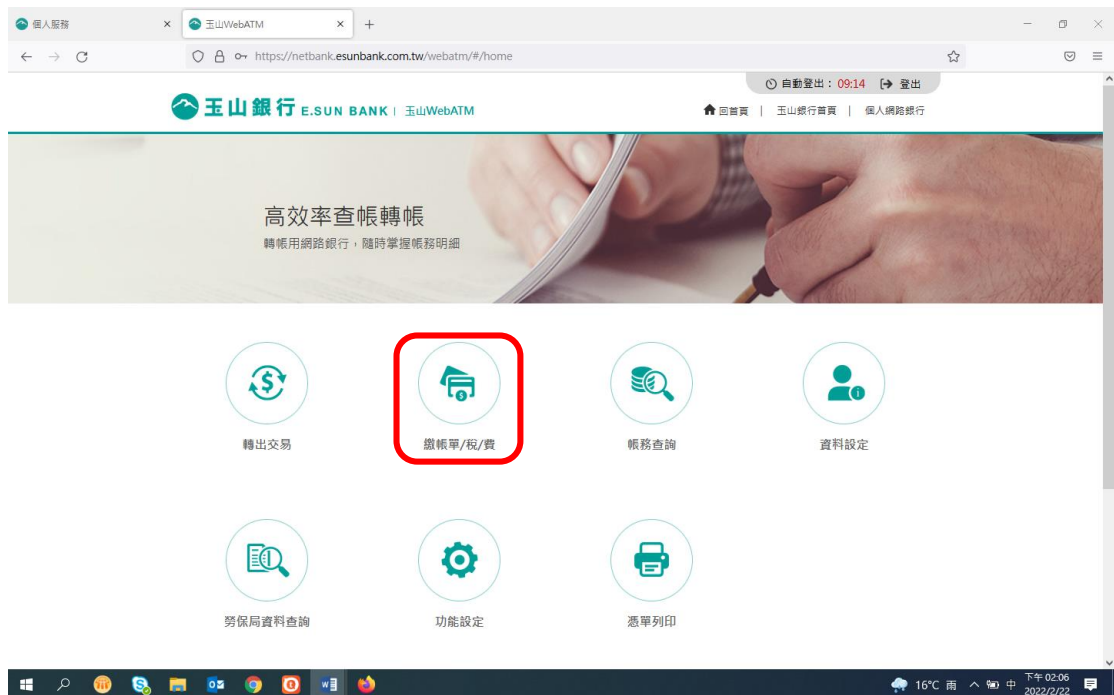 個人服務
玉山WebATM
https://netbank.esunbank.com.tw/webatm/#/home
自動登出：09:14 登出
玉山銀行 E.SUN BANK | 玉山WebATM
回首頁 | 玉山銀行首頁 | 個人網路銀行
高效率查帳轉帳
轉帳用網路銀行，隨時掌握帳務明細
轉出交易 繳帳單/稅/費 帳務查詢 資料設定
勞保局資料查詢 功能設定 憑單列印
16°C 雨 中 下午 02:06
2022/2/22